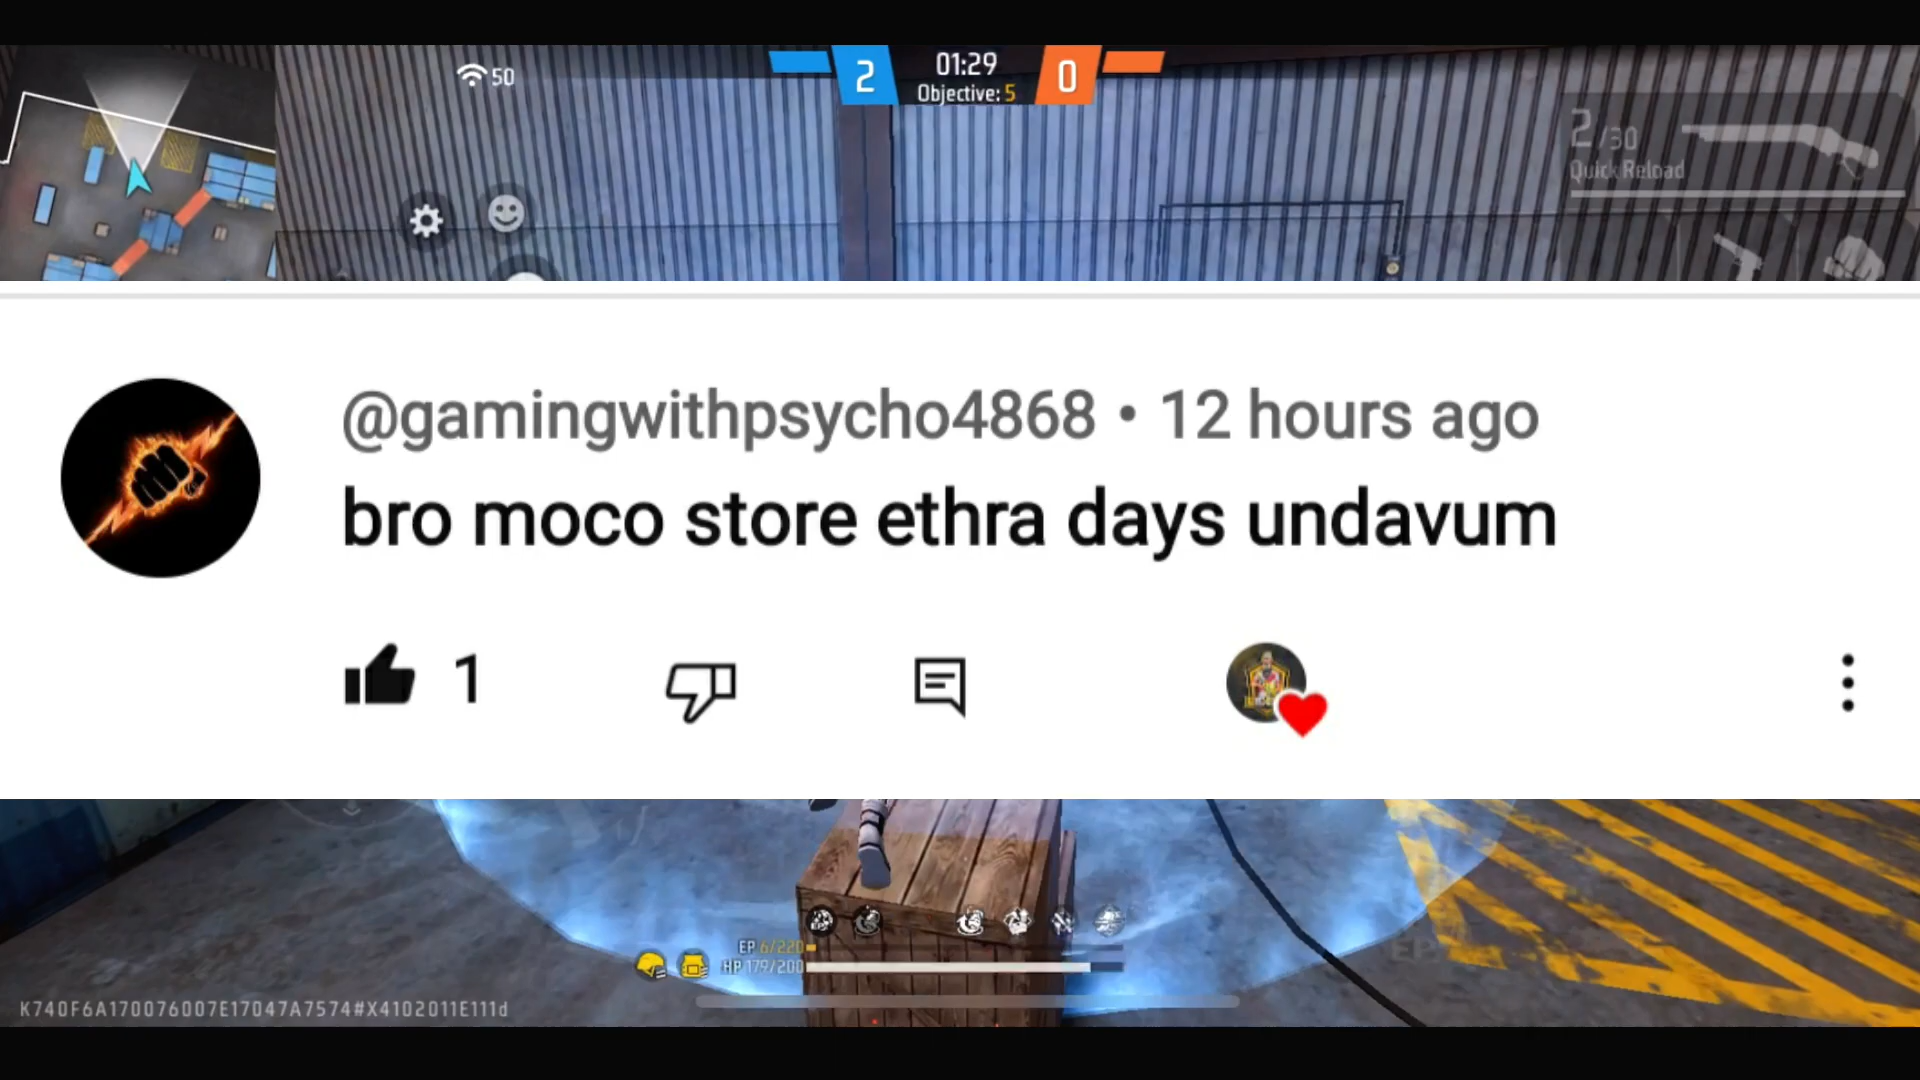 50
2
01:29
0
Objective: 5
2/30
Quick Reload
@gamingwithpsycho4868 • 12 hours ago
bro moco store ethra days undavum
1
EP 6/220
HP 179/200
K740F6A170076007E17047A7574#X4102011E111d